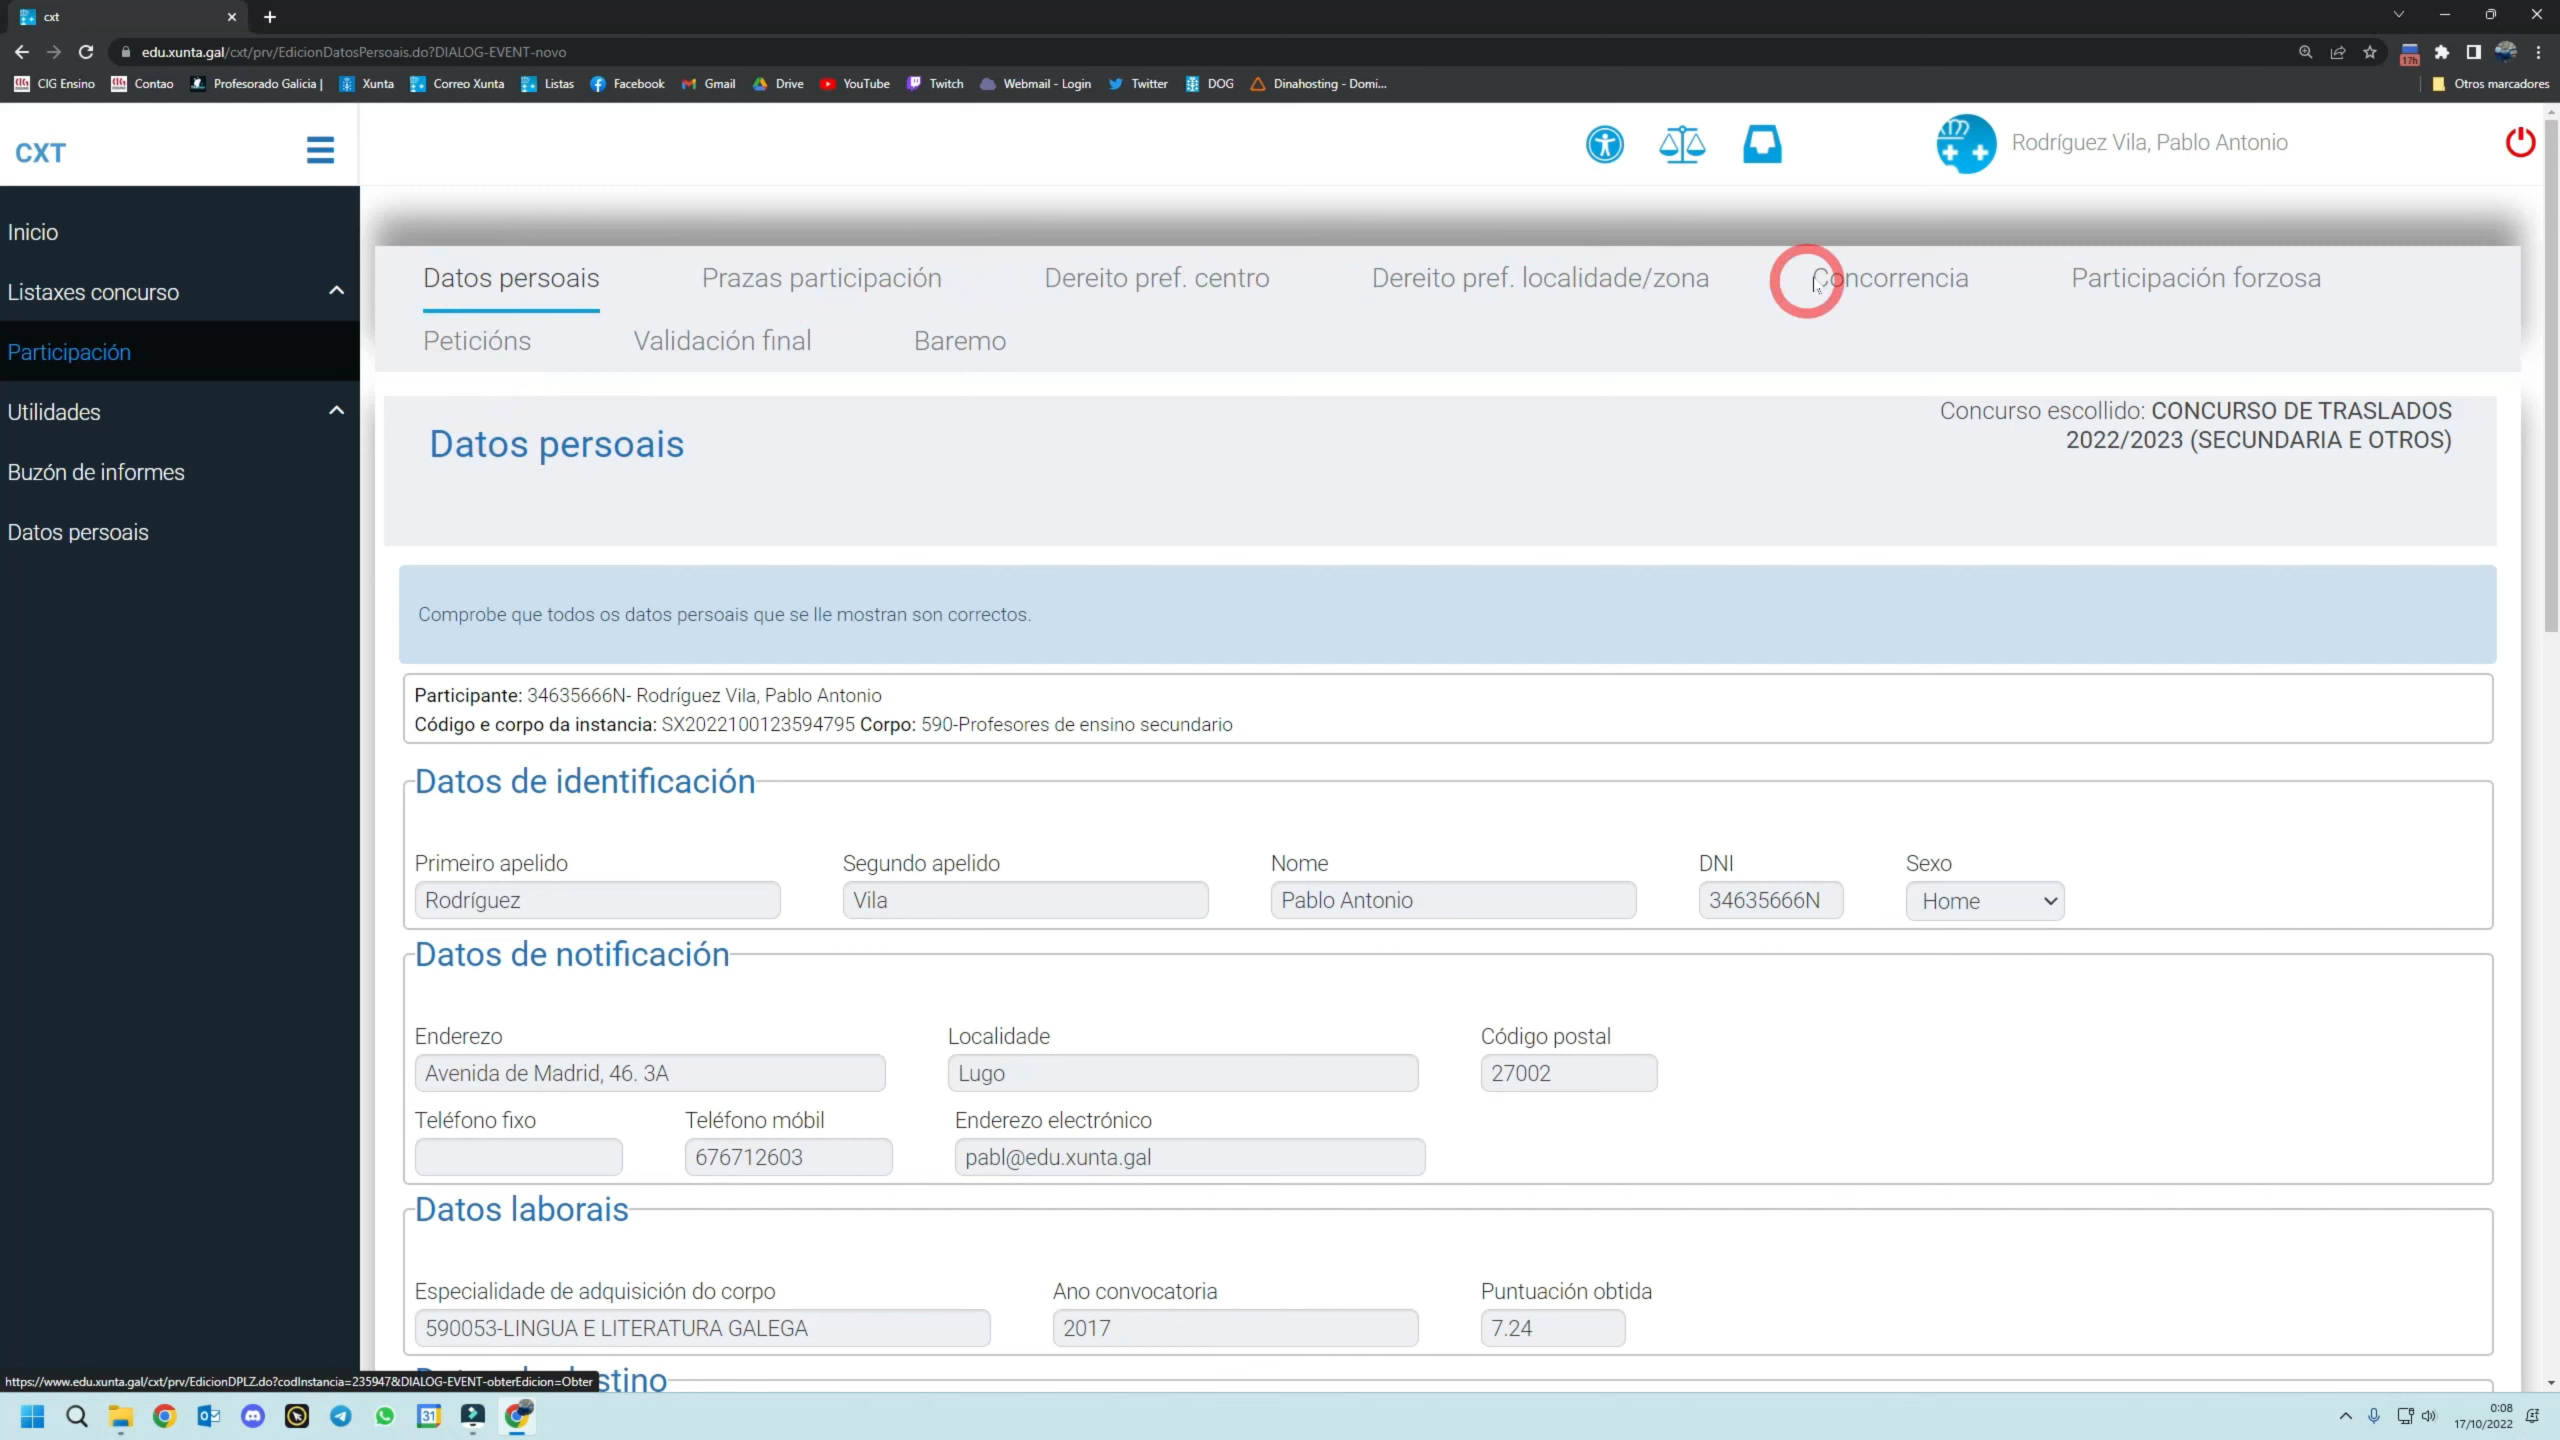 cxt
edu.xunta.gal/cxt/prv/EdicionDatosPersoais.do?DIALOG-EVENT-novo
17h
CIG Ensino
Contao
Profesorado Galicia |
Xunta
Correo Xunta
Listas
Facebook
Gmail
Drive
YouTube
Twitch
Webmail - Login
Twitter
DOG
Dinahosting - Domi...
Otros marcadores
CXT
Rodríguez Vila, Pablo Antonio
Inicio
Listaxes concurso
Participación
Utilidades
Buzón de informes
Datos persoais
Datos persoais
Prazas participación
Dereito pref. centro
Dereito pref. localidade/zona
Concorrencia
Participación forzosa
Peticións
Validación final
Baremo
Datos persoais
Concurso escollido: CONCURSO DE TRASLADOS
2022/2023 (SECUNDARIA E OTROS)
Comprobe que todos os datos persoais que se lle mostran son correctos.
Participante: 34635666N- Rodríguez Vila, Pablo Antonio
Código e corpo da instancia: SX2022100123594795 Corpo: 590-Profesores de ensino secundario
Datos de identificación
Primeiro apelido
Segundo apelido
Nome
DNI
Sexo
Rodríguez
Vila
Pablo Antonio
34635666N
Home
Datos de notificación
Enderezo
Localidade
Código postal
Avenida de Madrid, 46. 3A
Lugo
27002
Teléfono fixo
Teléfono móbil
Enderezo electrónico
676712603
pabl@edu.xunta.gal
Datos laborais
Especialidade de adquisición do corpo
Ano convocatoria
Puntuación obtida
590053-LINGUA E LITERATURA GALEGA
2017
7.24
stino
https://www.edu.xunta.gal/cxt/prv/EdicionDPLZ.do?codInstancia=235947&DIALOG-EVENT-obterEdicion=Obter
31
0:08
17/10/2022